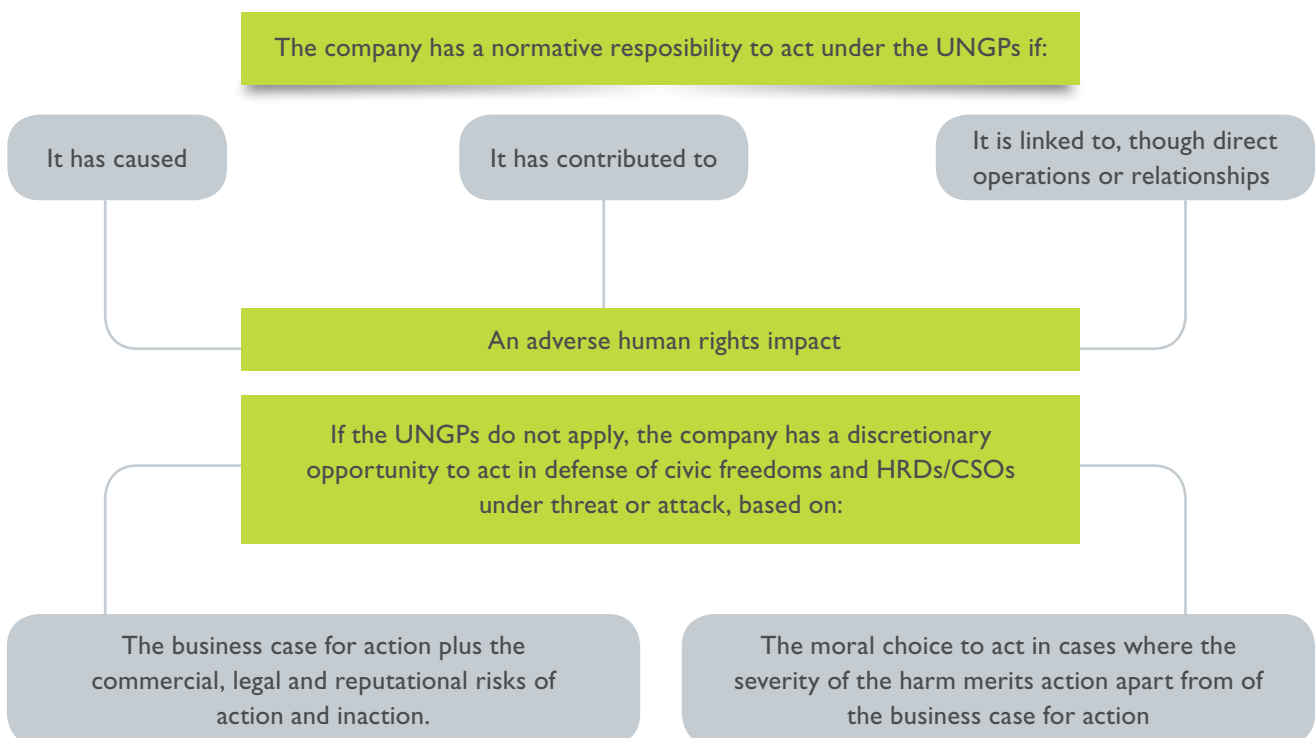 The company has a normative resposibility to act under the UNGPs if:
It has caused
It has contributed to
It is linked to, though direct
operations or relationships
An adverse human rights impact
If the UNGPs do not apply, the company has a discretionary
opportunity to act in defense of civic freedoms and HRDs/CSOs
under threat or attack, based on:
The business case for action plus the
commercial, legal and reputational risks of
action and inaction.
The moral choice to act in cases where the
severity of the harm merits action apart from of
the business case for action